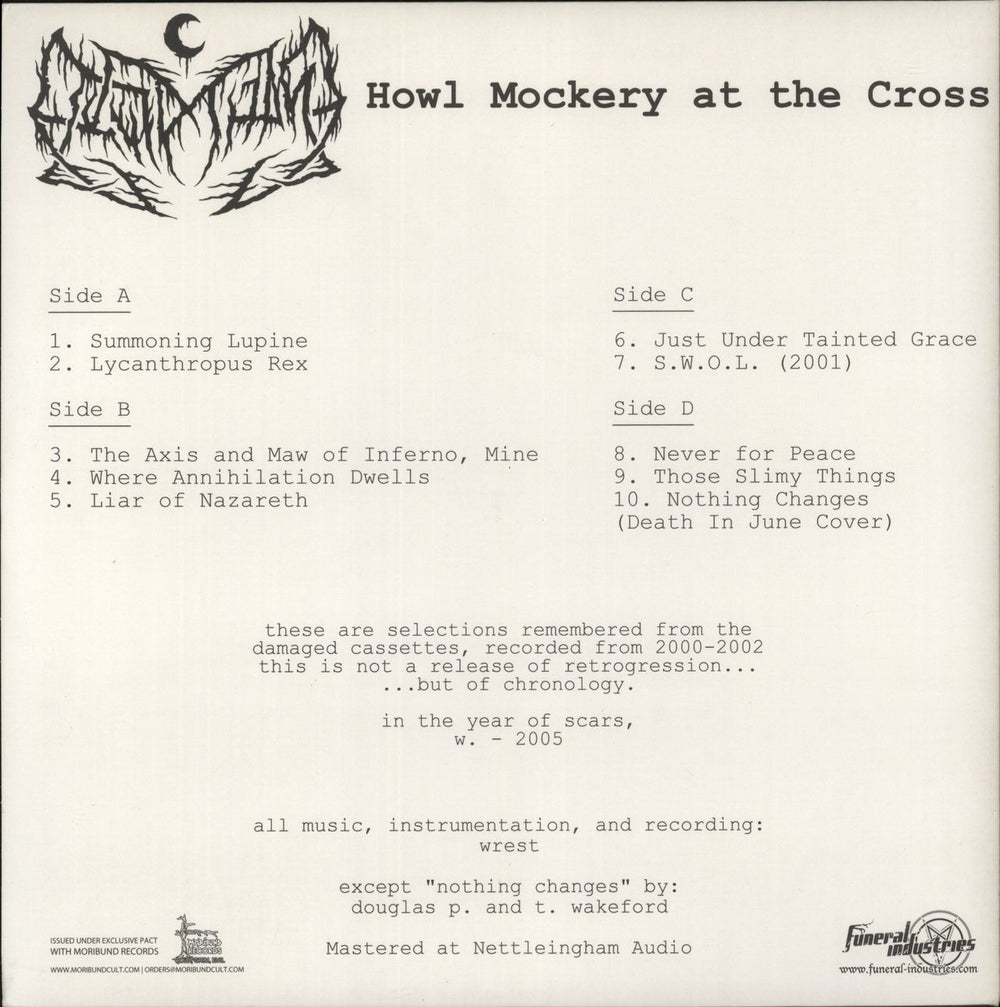 Howl Mockery at the Cross
Side A
1. Summoning Lupine
2. Lycanthropus Rex
Side B
3. The Axis and Maw of Inferno, Mine
4. Where Annihilation Dwells
5. Liar of Nazareth
Side C
6. Just Under Tainted Grace
7. S.W.O.L. (2001)
Side D
8. Never for Peace
9. Those Slimy Things
10. Nothing Changes
(Death In June Cover)
these are selections remembered from the
damaged cassettes, recorded from 2000-2002
this is not a release of retrogression...
...but of chronology.
in the year of scars,
w. - 2005
all music, instrumentation, and recording:
wrest
except "nothing changes" by:
douglas p. and t. wakeford
Mastered at Nettleingham Audio
ISSUED UNDER EXCLUSIVE PACT
WITH MORIBUND RECORDS
WWW.MORIBUNDCULT.COM | ORDERS@MORIBUNDCULT.COM
MORIBUND
RECORDS
funeral
industries
www.funeral-industries.com